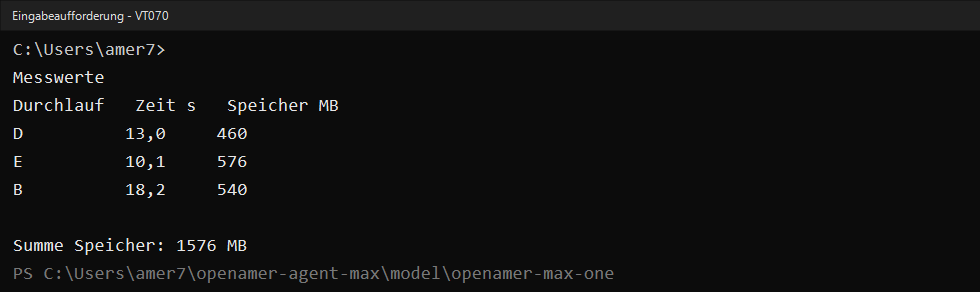 Eingabeaufforderung - VT070
C:\Users\amer7>
Messwerte
Durchlauf   Zeit s   Speicher MB
D          13,0     460
E          10,1     576
B          18,2     540
Summe Speicher: 1576 MB
PS C:\Users\amer7\openamer-agent-max\model\openamer-max-one